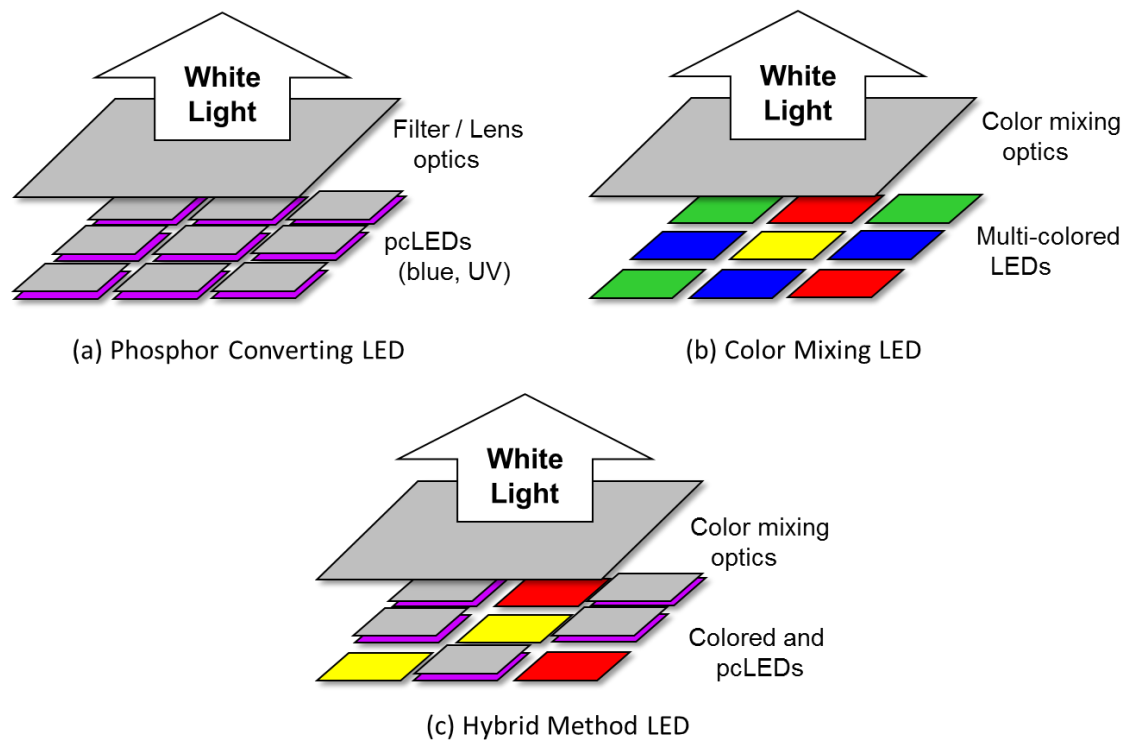 White
Light
Filter / Lens
optics
pcLEDs
(blue, UV)
(a) Phosphor Converting LED
White
Light
Color mixing
optics
Multi-colored
LEDs
(b) Color Mixing LED
White
Light
Color mixing
optics
Colored and
pcLEDs
(c) Hybrid Method LED